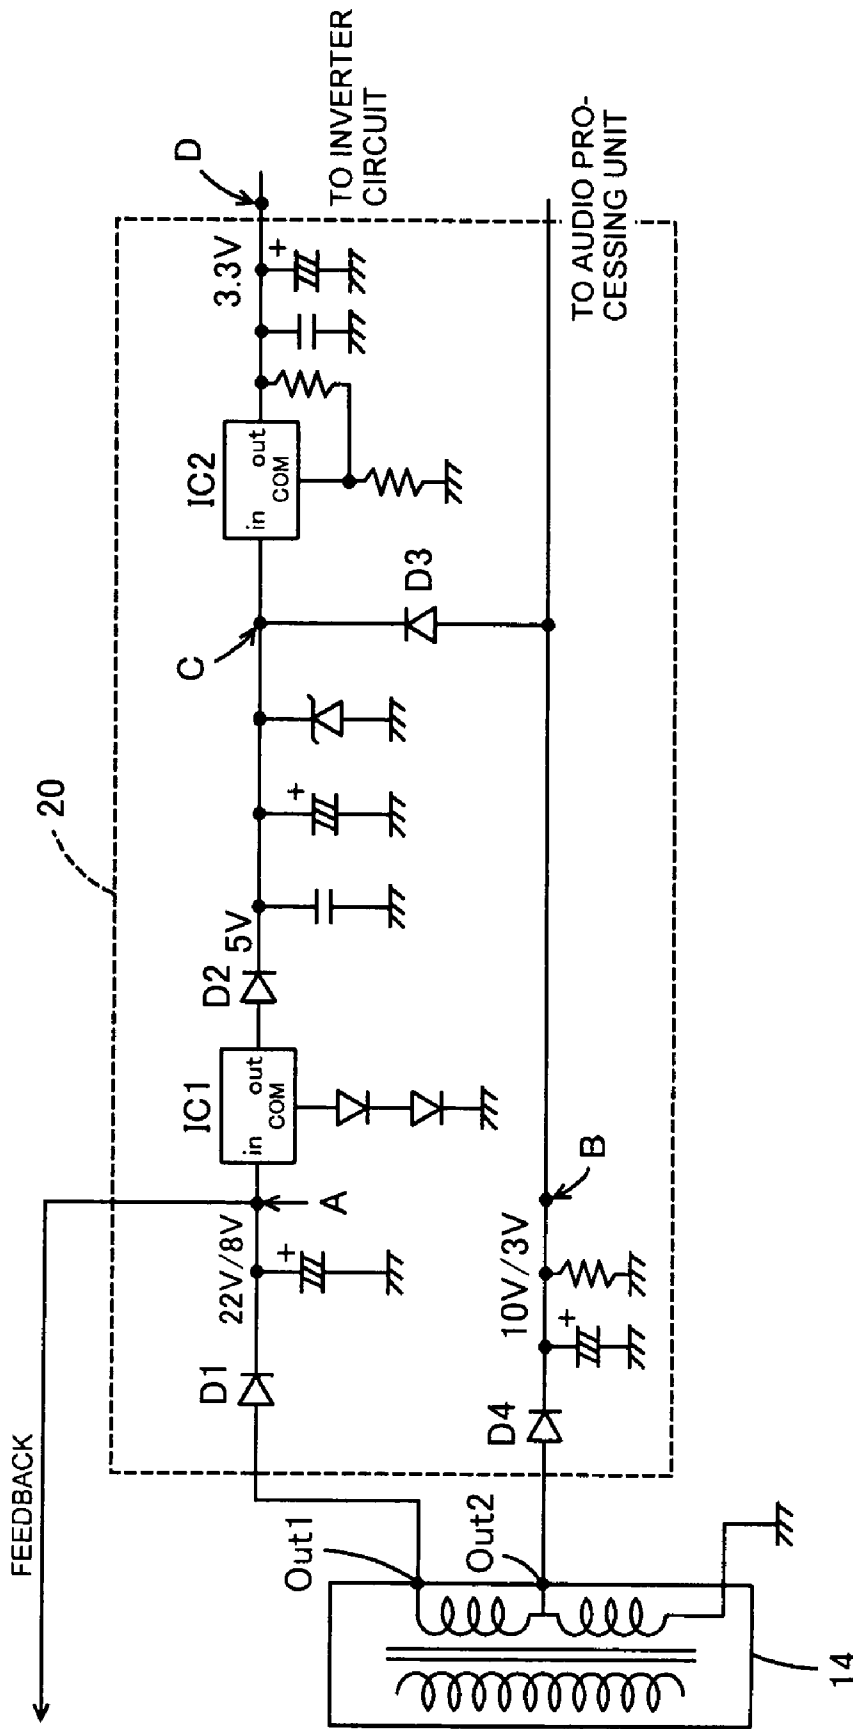 FEEDBACK
20
D
TO INVERTER
CIRCUIT
22V/8V
+
A
D1
IC1
in
out
COM
D2
5V
+
C
IC2
in
out
COM
3.3V
+
D3
TO AUDIO PRO-
CESSING UNIT
Out1
Out2
D4
10V/3V
+
B
14